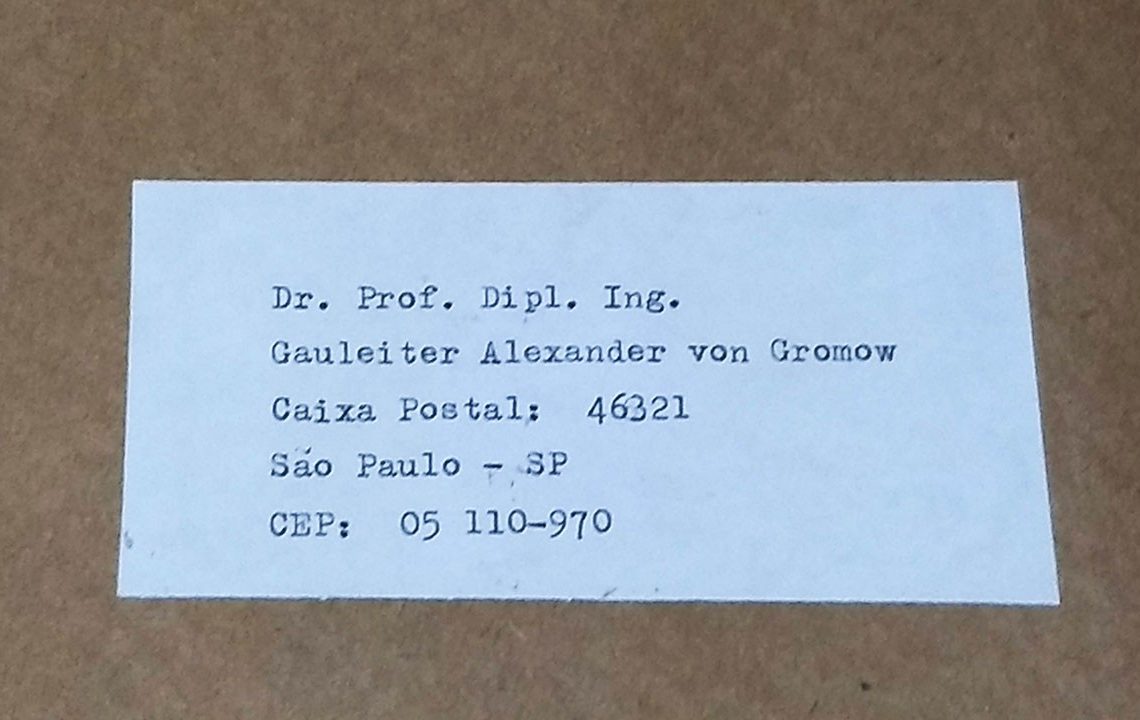 Dr. Prof. Dipl. Ing.
Gauleiter Alexander von Gromow
Caixa Postal: 46321
São Paulo - SP
CEP: 05 110-970